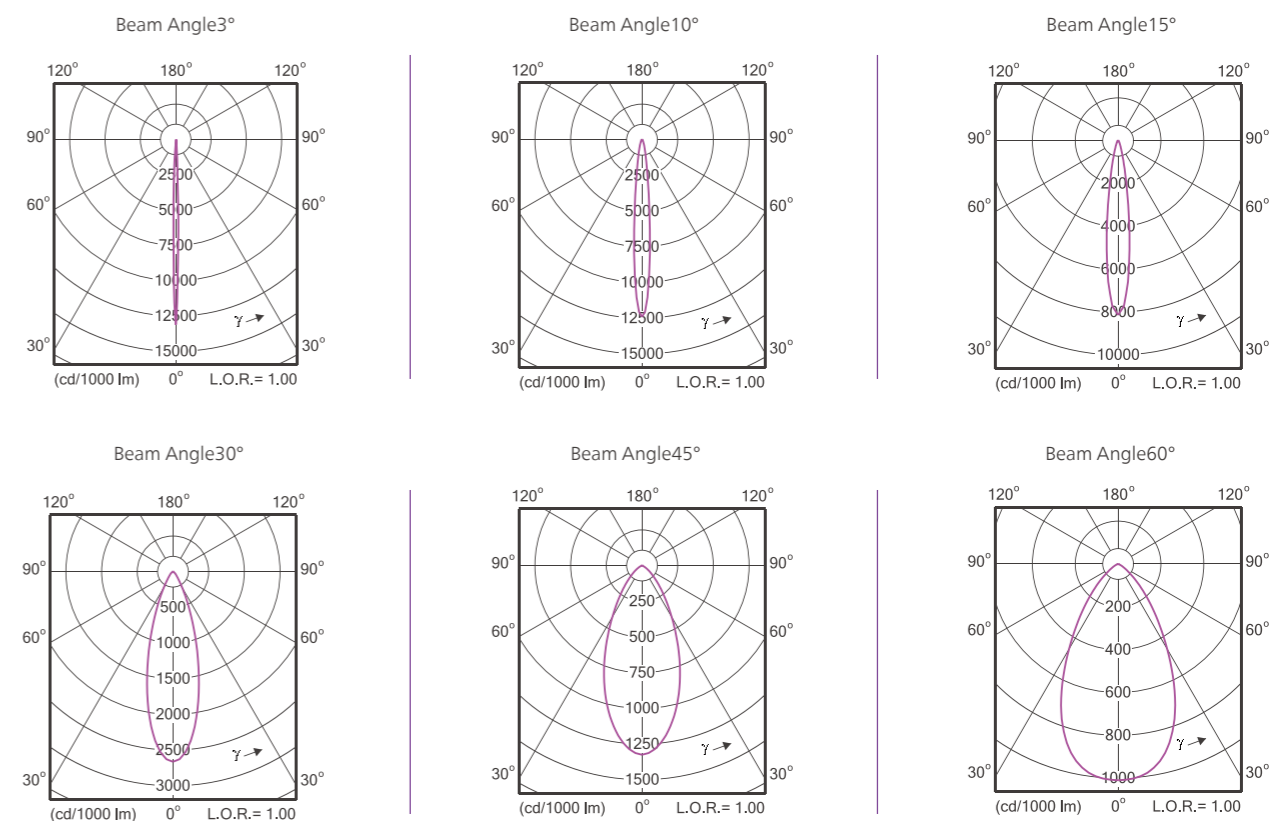 Beam Angle3°
120° 180° 120°
90° 90°
2500
5000
60° 60°
7500
10000
12500
γ
15000
30° 30°
(cd/1000 lm) 0° L.O.R.= 1.00
Beam Angle10°
120° 180° 120°
90° 90°
2500
5000
60° 60°
7500
10000
12500
γ
15000
30° 30°
(cd/1000 lm) 0° L.O.R.= 1.00
Beam Angle15°
120° 180° 120°
90° 90°
2000
60° 60°
4000
6000
8000
γ
10000
30° 30°
(cd/1000 lm) 0° L.O.R.= 1.00
Beam Angle30°
120° 180° 120°
90° 90°
500
1000
60° 60°
1500
2000
2500
γ
3000
30° 30°
(cd/1000 lm) 0° L.O.R.= 1.00
Beam Angle45°
120° 180° 120°
90° 90°
250
500
60° 60°
750
1000
1250
γ
1500
30° 30°
(cd/1000 lm) 0° L.O.R.= 1.00
Beam Angle60°
120° 180° 120°
90° 90°
200
60° 60°
400
600
800
γ
1000
30° 30°
(cd/1000 lm) 0° L.O.R.= 1.00